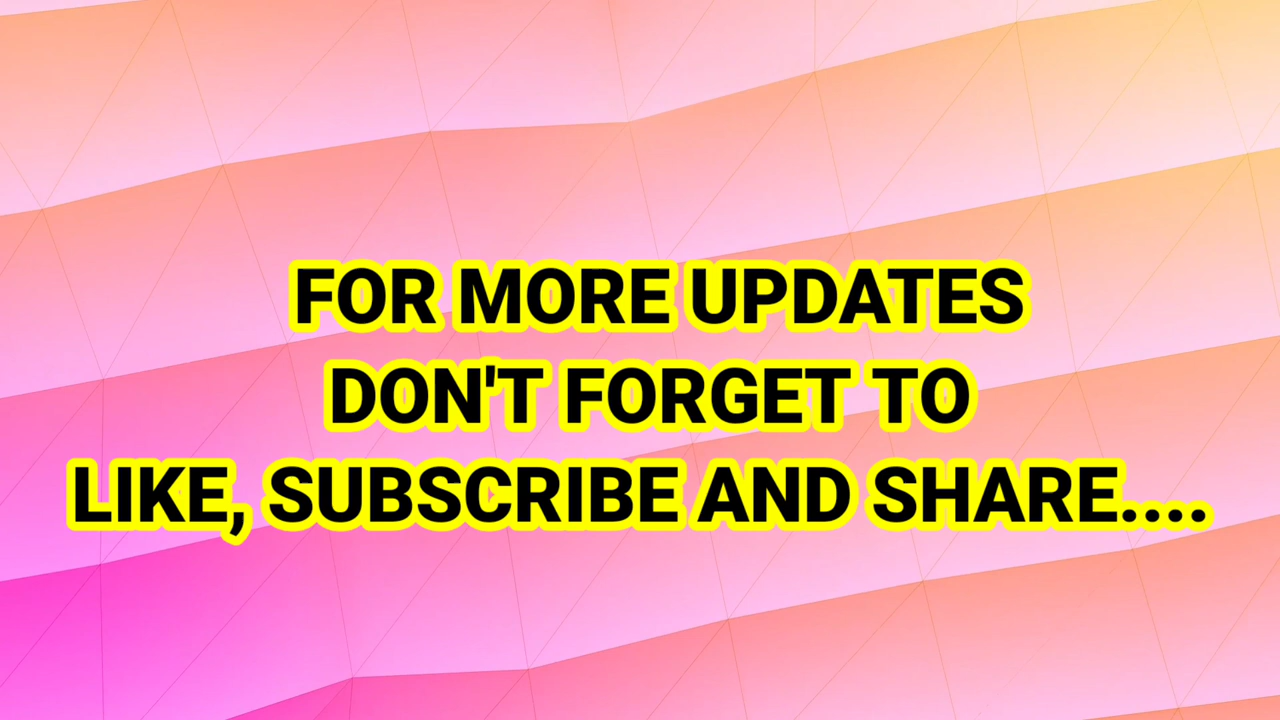 FOR MORE UPDATES
DON'T FORGET TO
LIKE, SUBSCRIBE AND SHARE....